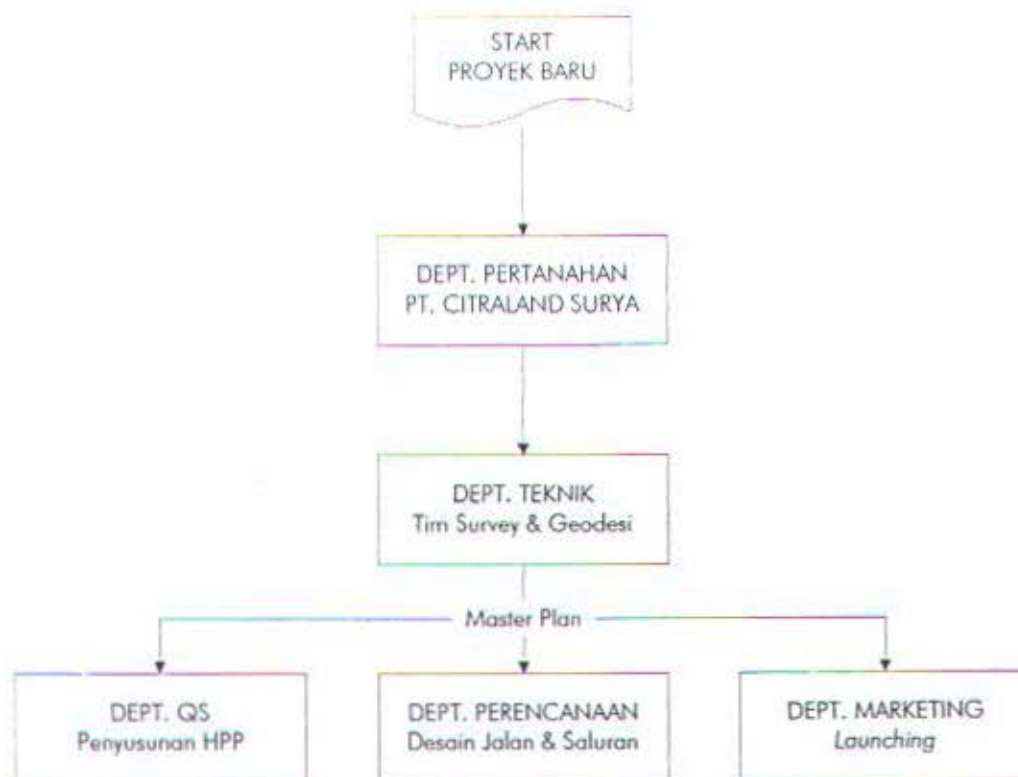 START
PROYEK BARU
DEPT. PERTANAHAN
PT. CITRALAND SURYA
DEPT. TEKNIK
Tim Survey & Geodesi
Master Plan
DEPT. QS
Penyusunan HPP
DEPT. PERENCANAAN
Desain Jalan & Saluran
DEPT. MARKETING
Launching